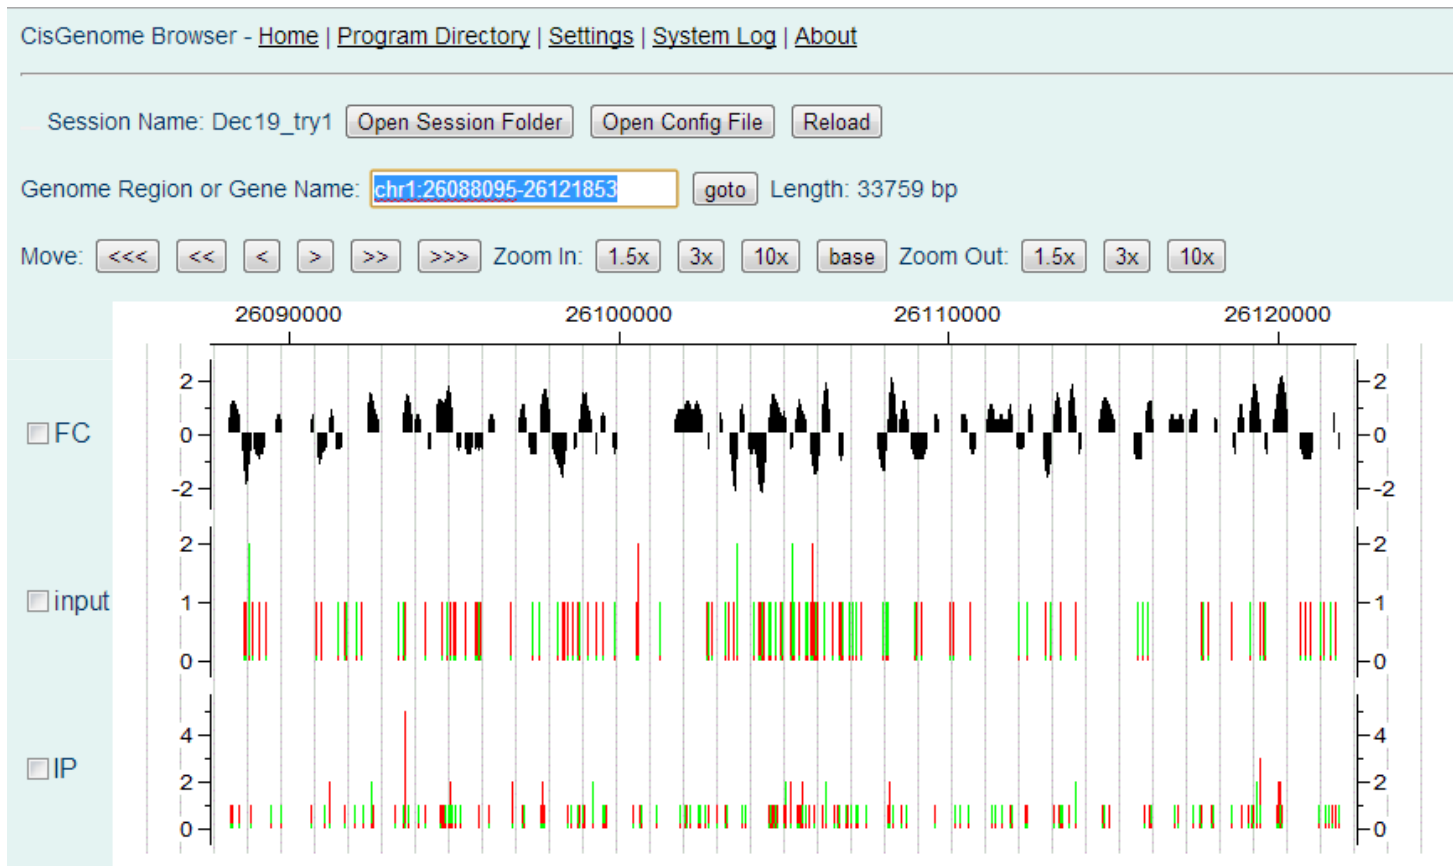 CisGenome Browser - Home | Program Directory | Settings | System Log | About
Session Name: Dec19_try1 Open Session Folder Open Config File Reload
Genome Region or Gene Name: chr1:26088095-26121853 goto Length: 33759 bp
Move: <<< << < > >> >>> Zoom In: 1.5x 3x 10x base Zoom Out: 1.5x 3x 10x
26090000 26100000 26110000 26120000
2 2
FC 0 0
-2 -2
2 2
input 1 1
0 0
4 4
IP
2 2
0 0